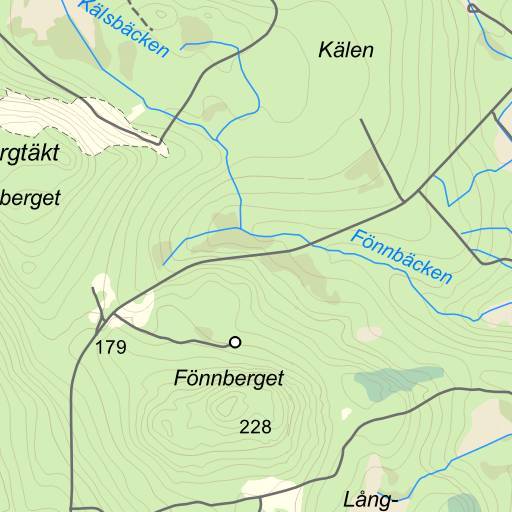 Kälsbäcken
Kälen
rgtäkt
berget
Fönnbäcken
179
Fönnberget
228
Lång-